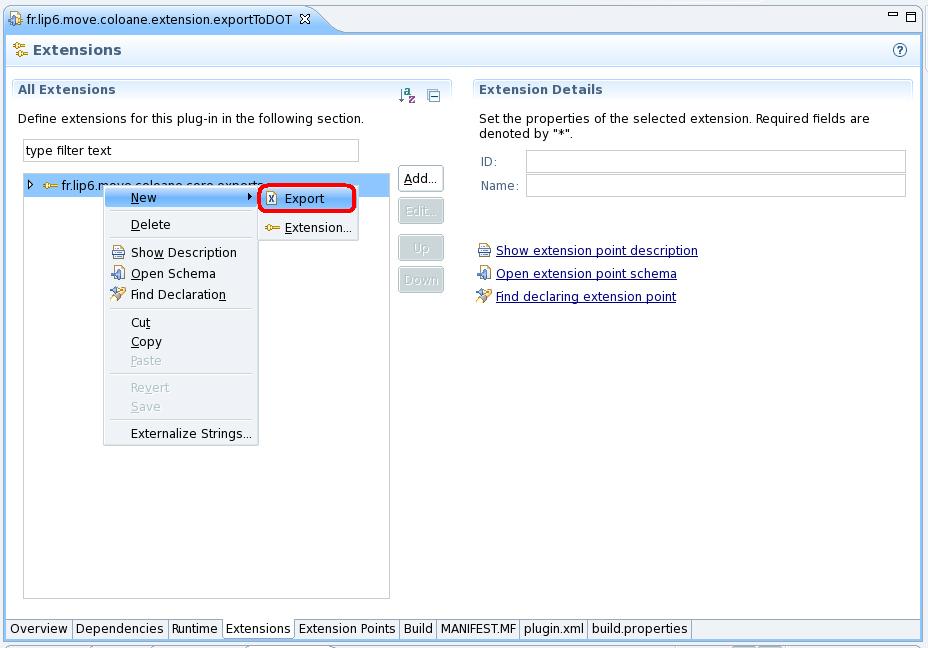 fr.lip6.move.coloane.extension.exportToDOT
Extensions
All Extensions
Define extensions for this plug-in in the following section.
type filter text
fr.lip6.move.coloane.core.exports
New
Delete
Show Description
Open Schema
Find Declaration
Cut
Copy
Paste
Revert
Save
Externalize Strings...
Export
Extension...
Add...
Edit...
Up
Down
Extension Details
Set the properties of the selected extension. Required fields are
denoted by "*".
ID:
Name:
Show extension point description
Open extension point schema
Find declaring extension point
Overview Dependencies Runtime Extensions Extension Points Build MANIFEST.MF plugin.xml build.properties